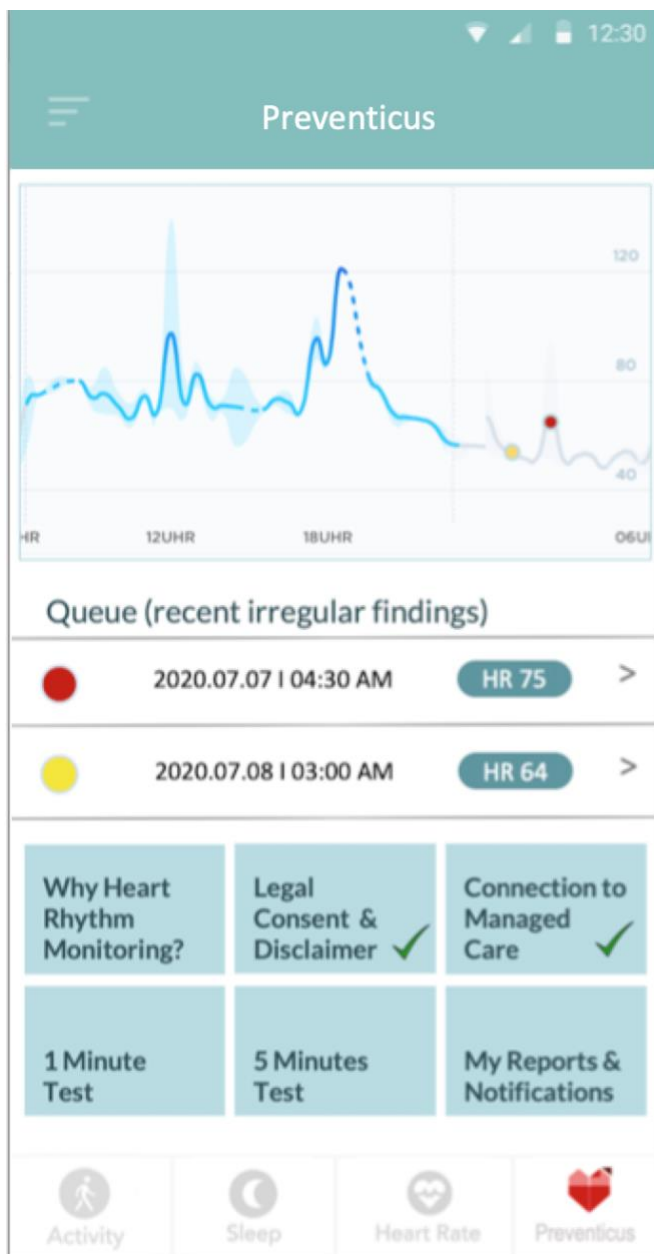 12:30
Preventicus
120
80
40
HR 12UHR 18UHR 06U
Queue (recent irregular findings)
2020.07.07 I 04:30 AM HR 75 >
2020.07.08 I 03:00 AM HR 64 >
Why Heart
Rhythm
Monitoring?
Legal
Consent &
Disclaimer
Connection to
Managed
Care
1 Minute
Test
5 Minutes
Test
My Reports &
Notifications
Activity Sleep Heart Rate Preventicus